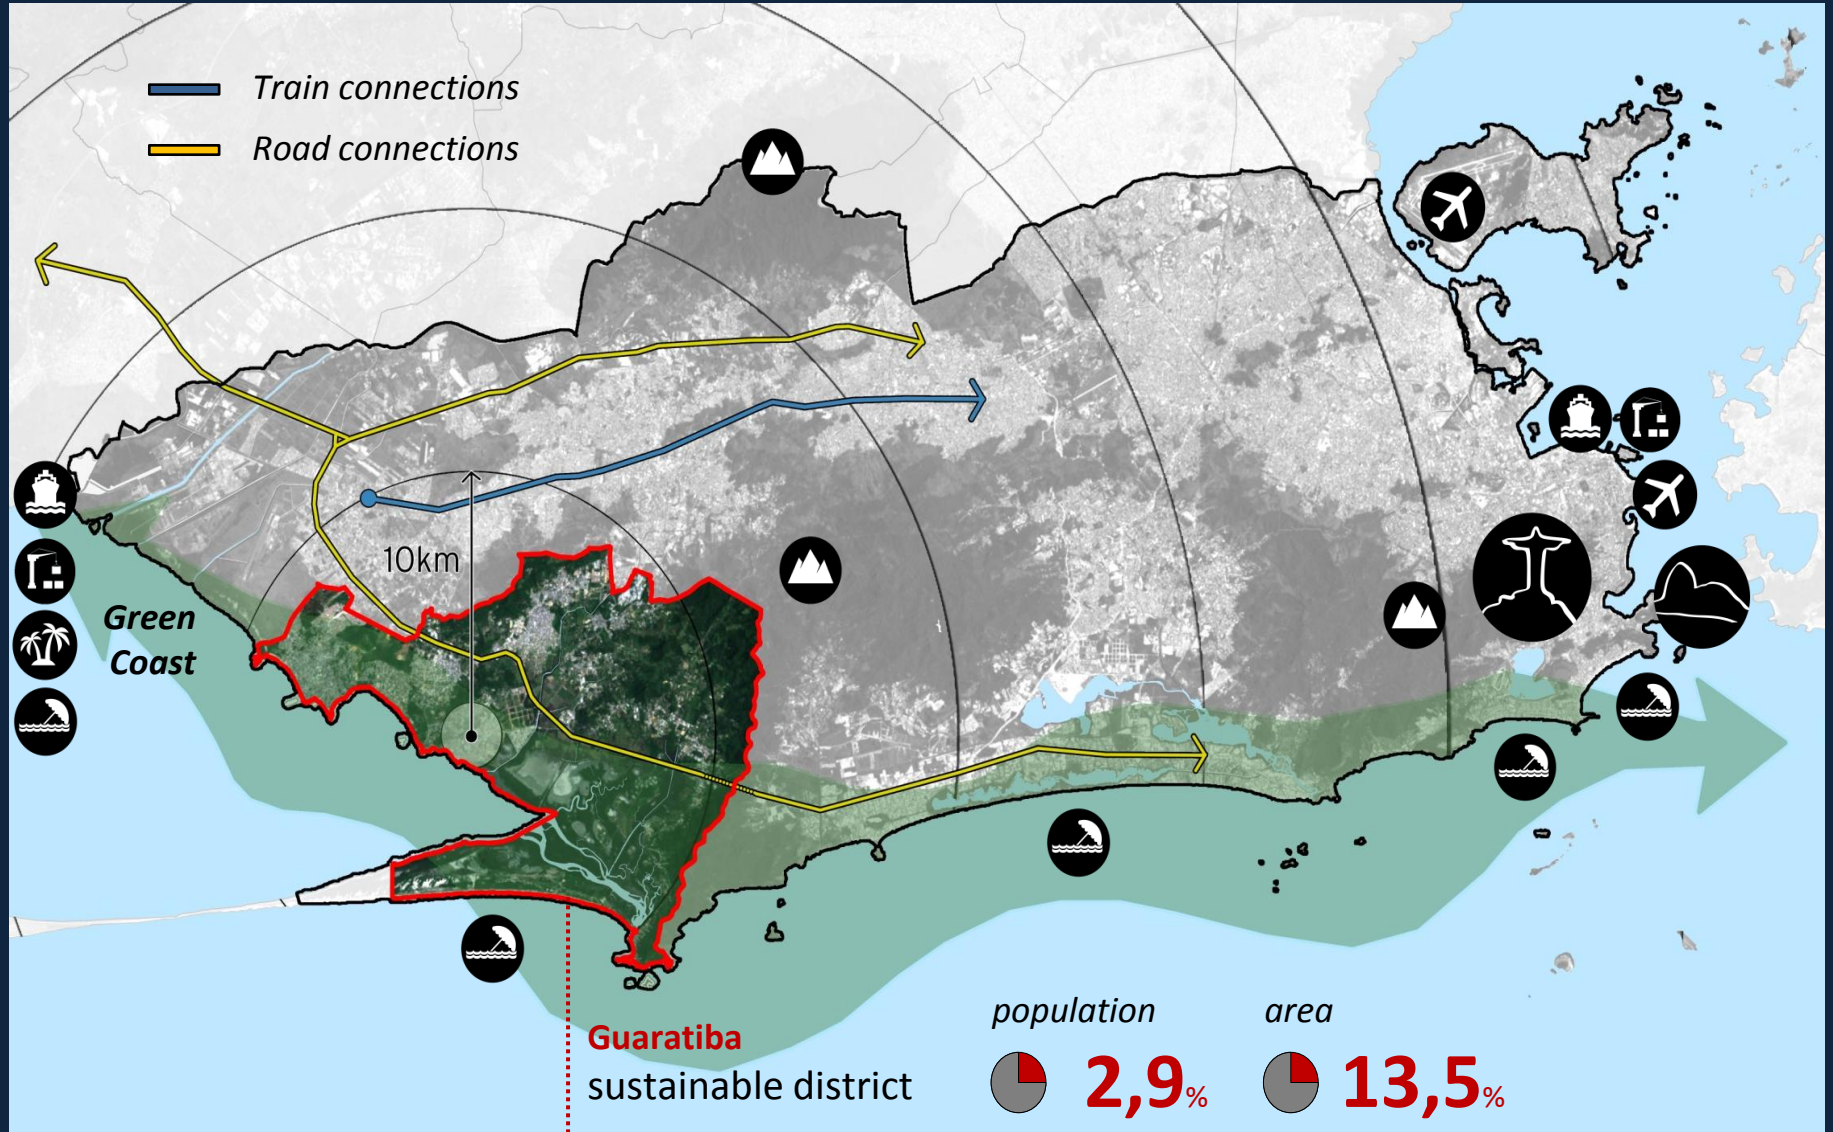 Train connections
Road connections
10km
Green
Coast
Guaratiba
sustainable district
population
area
2,9%
13,5%